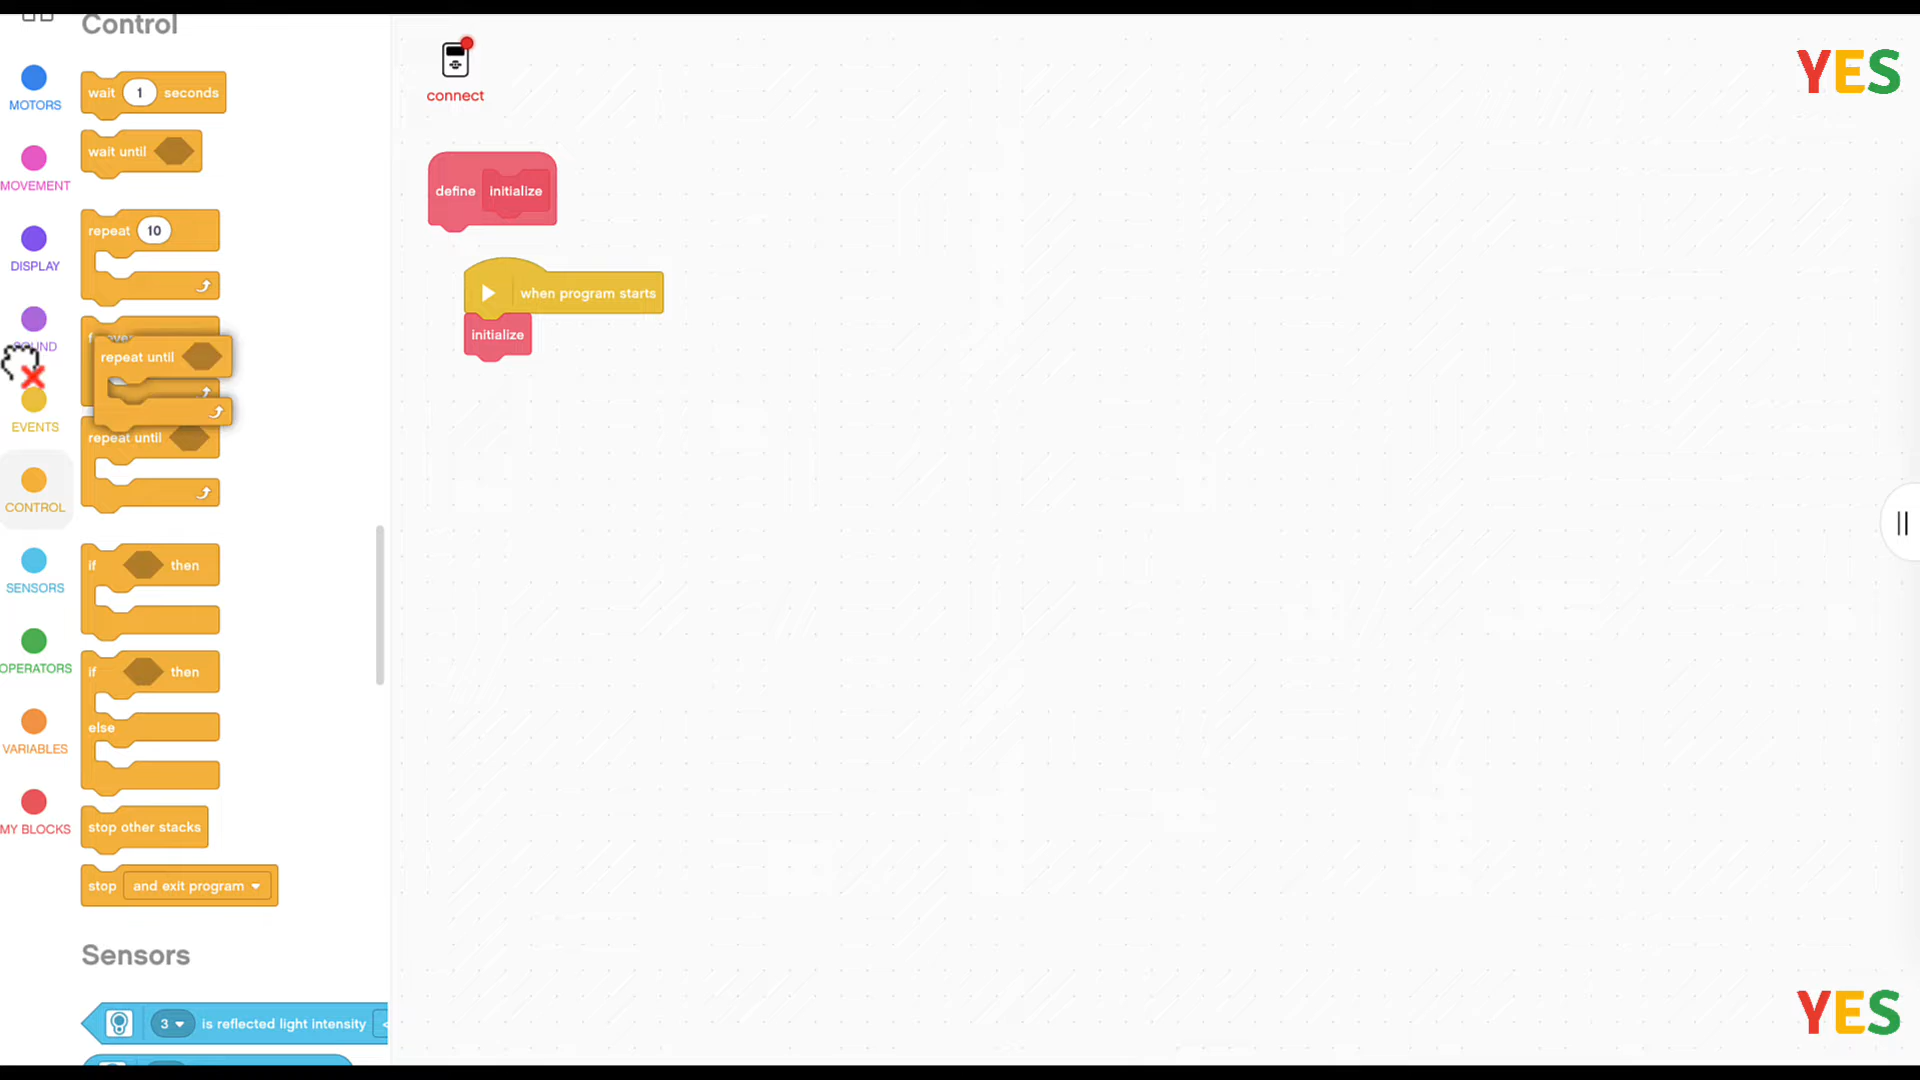 Control
MOTORS
MOVEMENT
DISPLAY
SOUND
EVENTS
CONTROL
SENSORS
OPERATORS
VARIABLES
MY BLOCKS
wait 1 seconds
wait until
repeat 10
forever
repeat until
repeat until
if then
if then
else
stop other stacks
stop and exit program
Sensors
3 is reflected light intensity <
connect
define initialize
when program starts
initialize
YES
YES